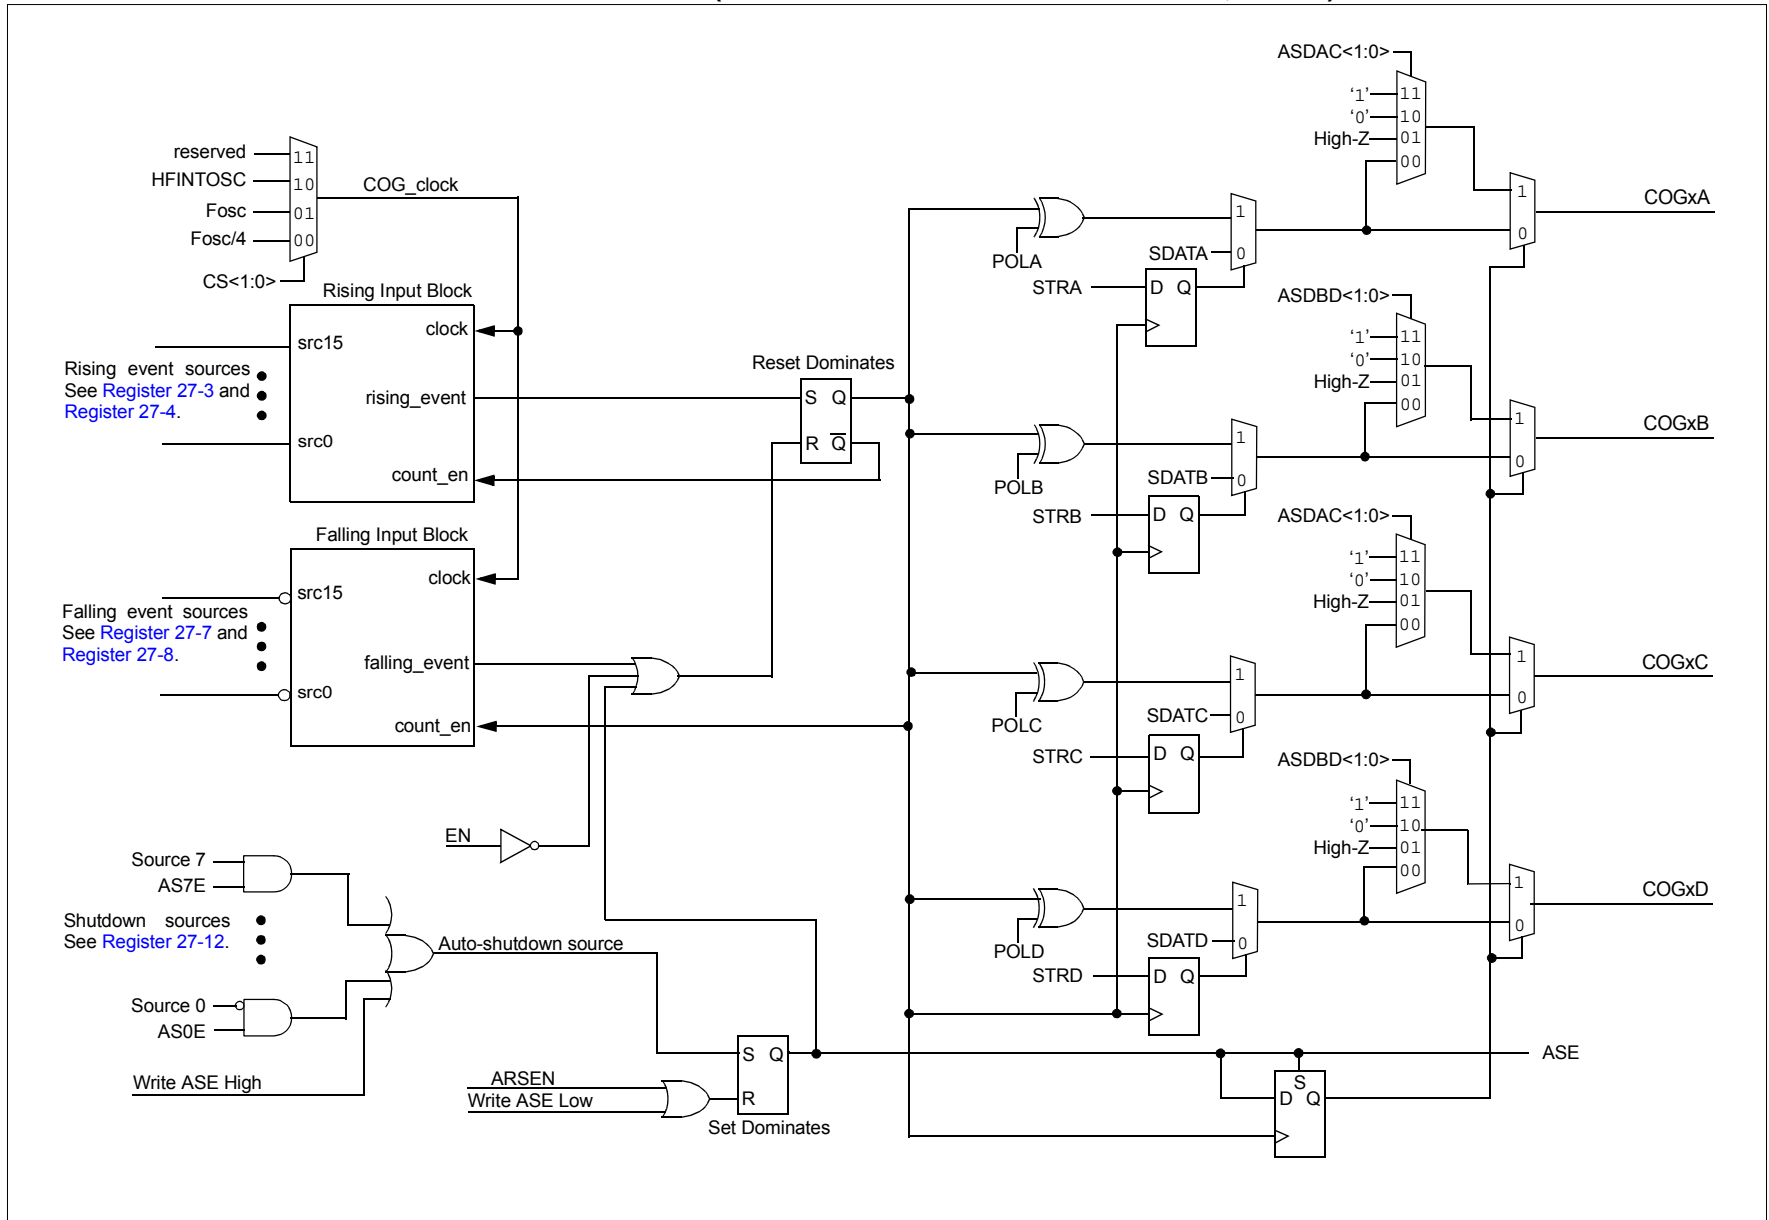 reserved
HFINTOSC
Fosc
Fosc/4
11
10
01
00
CS<1:0>
COG_clock
Rising Input Block
clock
src15
Rising event sources
See Register 27-3 and
Register 27-4.
rising_event
src0
count_en
Falling Input Block
clock
src15
Falling event sources
See Register 27-7 and
Register 27-8.
falling_event
src0
count_en
Reset Dominates
S Q
R Q
EN
Source 7
AS7E
Shutdown sources
See Register 27-12.
Source 0
AS0E
Write ASE High
Auto-shutdown source
ARSEN
Write ASE Low
S Q
R
Set Dominates
ASDAC<1:0>
‘1’ 11
‘0’ 10
High-Z 01
00
POLA
1
SDATA 0
STRA
D Q
1
0
COGxA
ASDBD<1:0>
‘1’ 11
‘0’ 10
High-Z 01
00
POLB
1
SDATB 0
STRB
D Q
1
0
COGxB
ASDAC<1:0>
‘1’ 11
‘0’ 10
High-Z 01
00
POLC
1
SDATC 0
STRC
D Q
1
0
COGxC
ASDBD<1:0>
‘1’ 11
‘0’ 10
High-Z 01
00
POLD
1
SDATD 0
STRD
D Q
1
0
COGxD
ASE
S
D Q